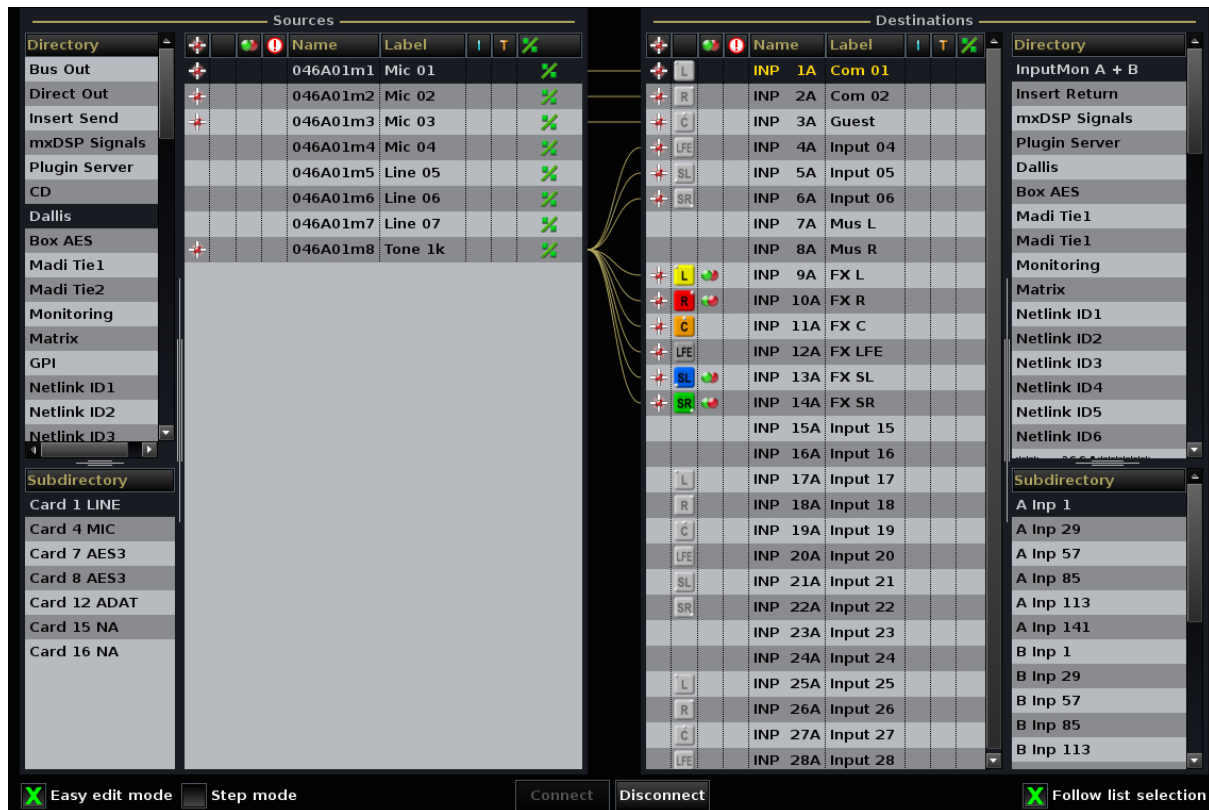 Sources
Directory
Bus Out
Direct Out
Insert Send
mxDSP Signals
Plugin Server
CD
Dallis
Box AES
Madi Tie1
Madi Tie2
Monitoring
Matrix
GPI
Netlink ID1
Netlink ID2
Netlink ID3
Subdirectory
Card 1 LINE
Card 4 MIC
Card 7 AES3
Card 8 AES3
Card 12 ADAT
Card 15 NA
Card 16 NA
Name Label I T
046A01m1 Mic 01
046A01m2 Mic 02
046A01m3 Mic 03
046A01m4 Mic 04
046A01m5 Line 05
046A01m6 Line 06
046A01m7 Line 07
046A01m8 Tone 1k
Destinations
Name Label I T
L INP 1A Com 01
R INP 2A Com 02
C INP 3A Guest
LFE INP 4A Input 04
SL INP 5A Input 05
SR INP 6A Input 06
INP 7A Mus L
INP 8A Mus R
L INP 9A FX L
R INP 10A FX R
C INP 11A FX C
LFE INP 12A FX LFE
SL INP 13A FX SL
SR INP 14A FX SR
INP 15A Input 15
INP 16A Input 16
L INP 17A Input 17
R INP 18A Input 18
C INP 19A Input 19
LFE INP 20A Input 20
SL INP 21A Input 21
SR INP 22A Input 22
INP 23A Input 23
INP 24A Input 24
L INP 25A Input 25
R INP 26A Input 26
C INP 27A Input 27
LFE INP 28A Input 28
Directory
InputMon A + B
Insert Return
mxDSP Signals
Plugin Server
Dallis
Box AES
Madi Tie1
Madi Tie1
Monitoring
Matrix
Netlink ID1
Netlink ID2
Netlink ID3
Netlink ID4
Netlink ID5
Netlink ID6
Subdirectory
A Inp 1
A Inp 29
A Inp 57
A Inp 85
A Inp 113
A Inp 141
B Inp 1
B Inp 29
B Inp 57
B Inp 85
B Inp 113
X Easy edit mode
Step mode
Connect
Disconnect
X Follow list selection